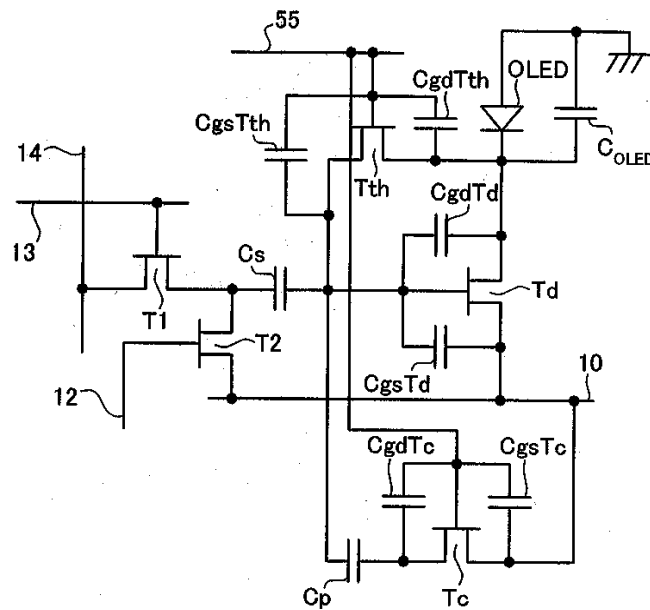 55
OLED
CgdTth
CgsTth
14
Tth
COLED
CgdTd
13
Cs
T1
Td
T2
CgsTd
10
12
CgdTc
CgsTc
Cp
Tc